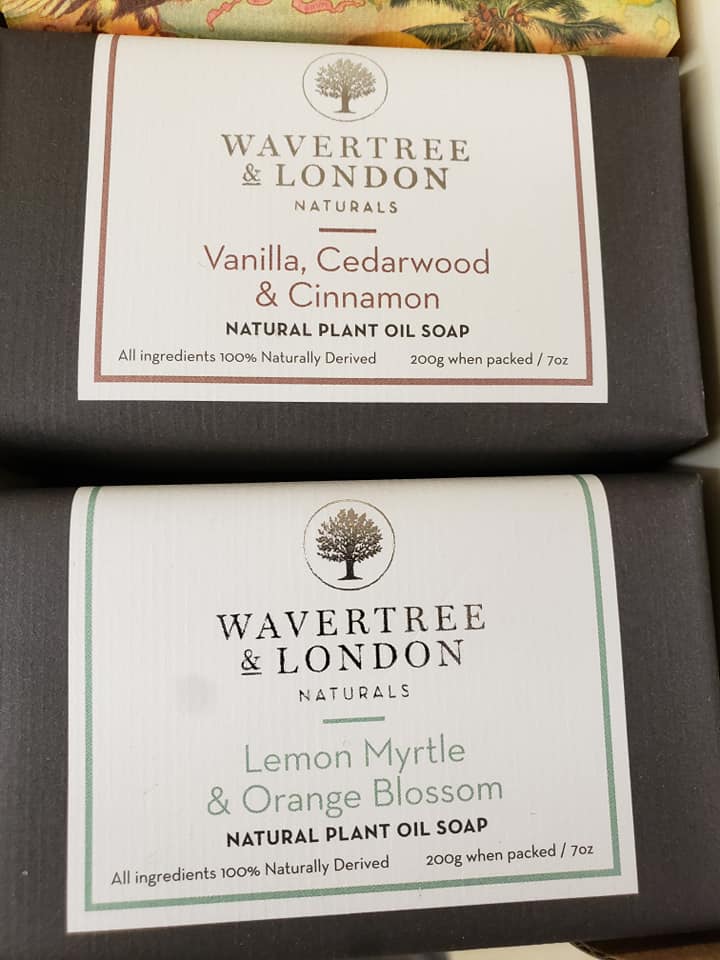 WAVERTREE
& LONDON
NATURALS
Vanilla, Cedarwood
& Cinnamon
NATURAL PLANT OIL SOAP
All ingredients 100% Naturally Derived 200g when packed / 7oz
WAVERTREE
& LONDON
NATURALS
Lemon Myrtle
& Orange Blossom
NATURAL PLANT OIL SOAP
All ingredients 100% Naturally Derived 200g when packed / 7oz